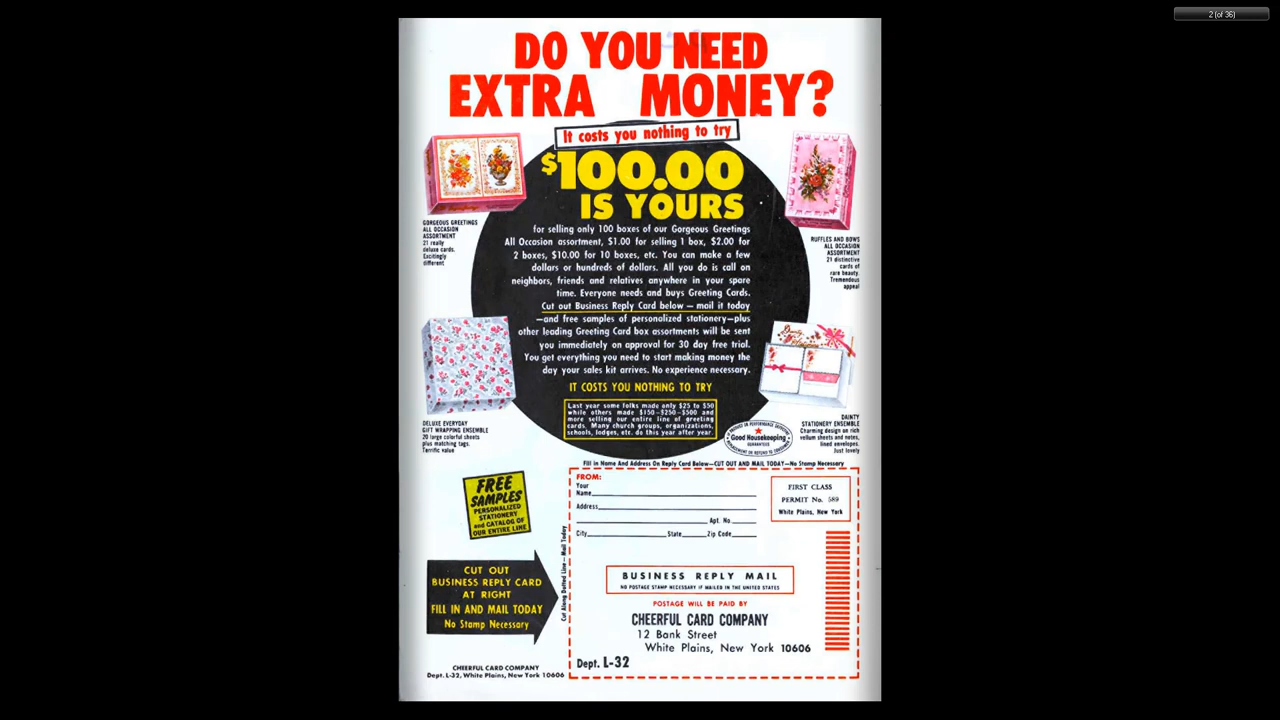 2 (of 36)
DO YOU NEED
EXTRA MONEY?
It costs you nothing to try
$100.00
IS YOURS
for selling only 100 boxes of our Gorgeous Greetings
All Occasion assortment, $1.00 for selling 1 box, $2.00 for
2 boxes, $10.00 for 10 boxes, etc. You can make a few
dollars or hundreds of dollars. All you do is call on
neighbors, friends and relatives anywhere in your spare
time. Everyone needs and buys Greeting Cards.
Cut out Business Reply Card below — mail it today
—and free samples of personalized stationery—plus
other leading Greeting Card box assortments will be sent
you immediately on approval for 30 day free trial.
You get everything you need to start making money the
day your sales kit arrives. No experience necessary.
IT COSTS YOU NOTHING TO TRY
Last year some folks made only $25 to $50
while others made $150-$250-$500 and
more selling our entire line of greeting
cards. Many church groups, organizations,
schools, lodges, etc. do this year after year.
GORGEOUS GREETINGS
ALL OCCASION
ASSORTMENT
21 really
deluxe cards.
Excitingly
different
RUFFLES AND BOWS
ALL OCCASION
ASSORTMENT
21 distinctive
cards of
rare beauty.
Tremendous
appeal
DELUXE EVERYDAY
GIFT WRAPPING ENSEMBLE
20 large colorful sheets
plus matching tags.
Terrific value
Dainty
DAINTY
STATIONERY ENSEMBLE
Charming design on rich
vellum sheets and notes,
lined envelopes.
Just lovely
Good Housekeeping
GUARANTEES
Fill in Name And Address On Reply Card Below—CUT OUT AND MAIL TODAY—No Stamp Necessary
FREE
SAMPLES
PERSONALIZED
STATIONERY
and CATALOG OF
OUR ENTIRE LINE
CUT OUT
BUSINESS REPLY CARD
AT RIGHT
FILL IN AND MAIL TODAY
No Stamp Necessary
CHEERFUL CARD COMPANY
Dept. L-32, White Plains, New York 10606
Cut Along Dotted Line — Mail Today
FROM:
Your
Name
Address
Apt. No.
City State Zip Code
FIRST CLASS
PERMIT No. 589
White Plains, New York
BUSINESS REPLY MAIL
NO POSTAGE STAMP NECESSARY IF MAILED IN THE UNITED STATES
POSTAGE WILL BE PAID BY
CHEERFUL CARD COMPANY
12 Bank Street
White Plains, New York 10606
Dept. L-32